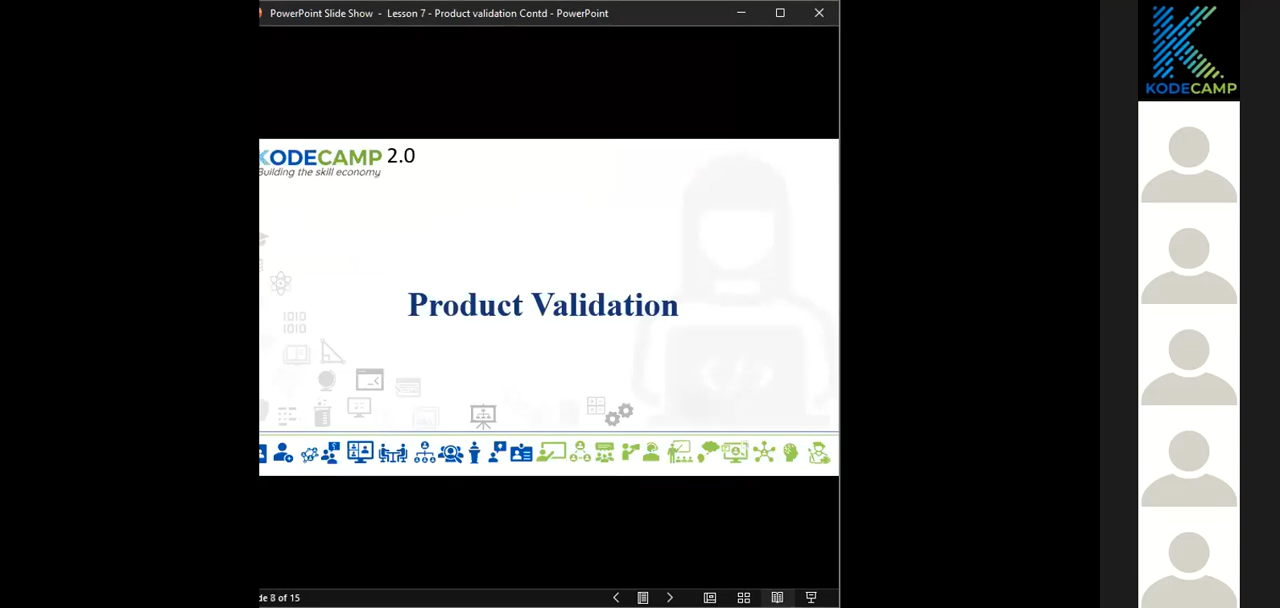 PowerPoint Slide Show - Lesson 7 - Product validation Contd - PowerPoint
KODECAMP
KODECAMP 2.0
Building the skill economy
1010
1010
Product Validation
de 8 of 15